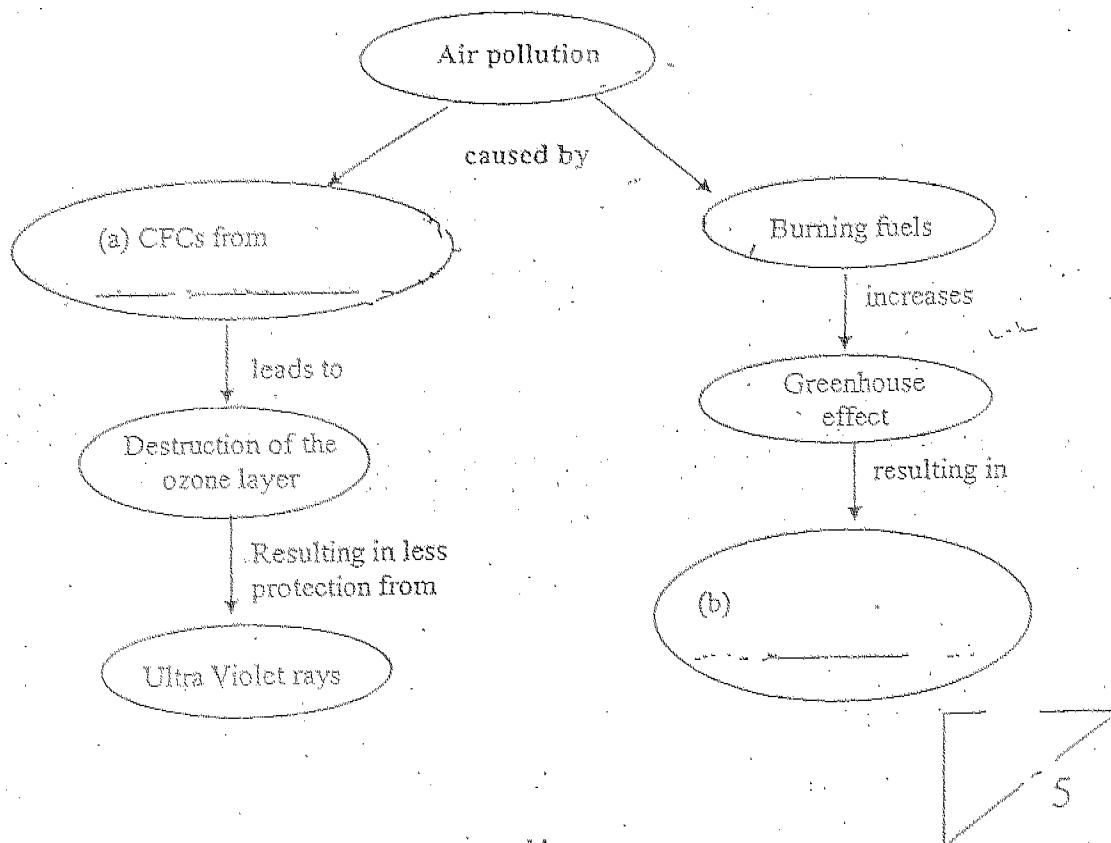 Air pollution
caused by
(a) CFCs from
Burning fuels
increases
leads to
Greenhouse
effect
Destruction of the
ozone layer
resulting in
Resulting in less
protection from
(b)
Ultra Violet rays
5